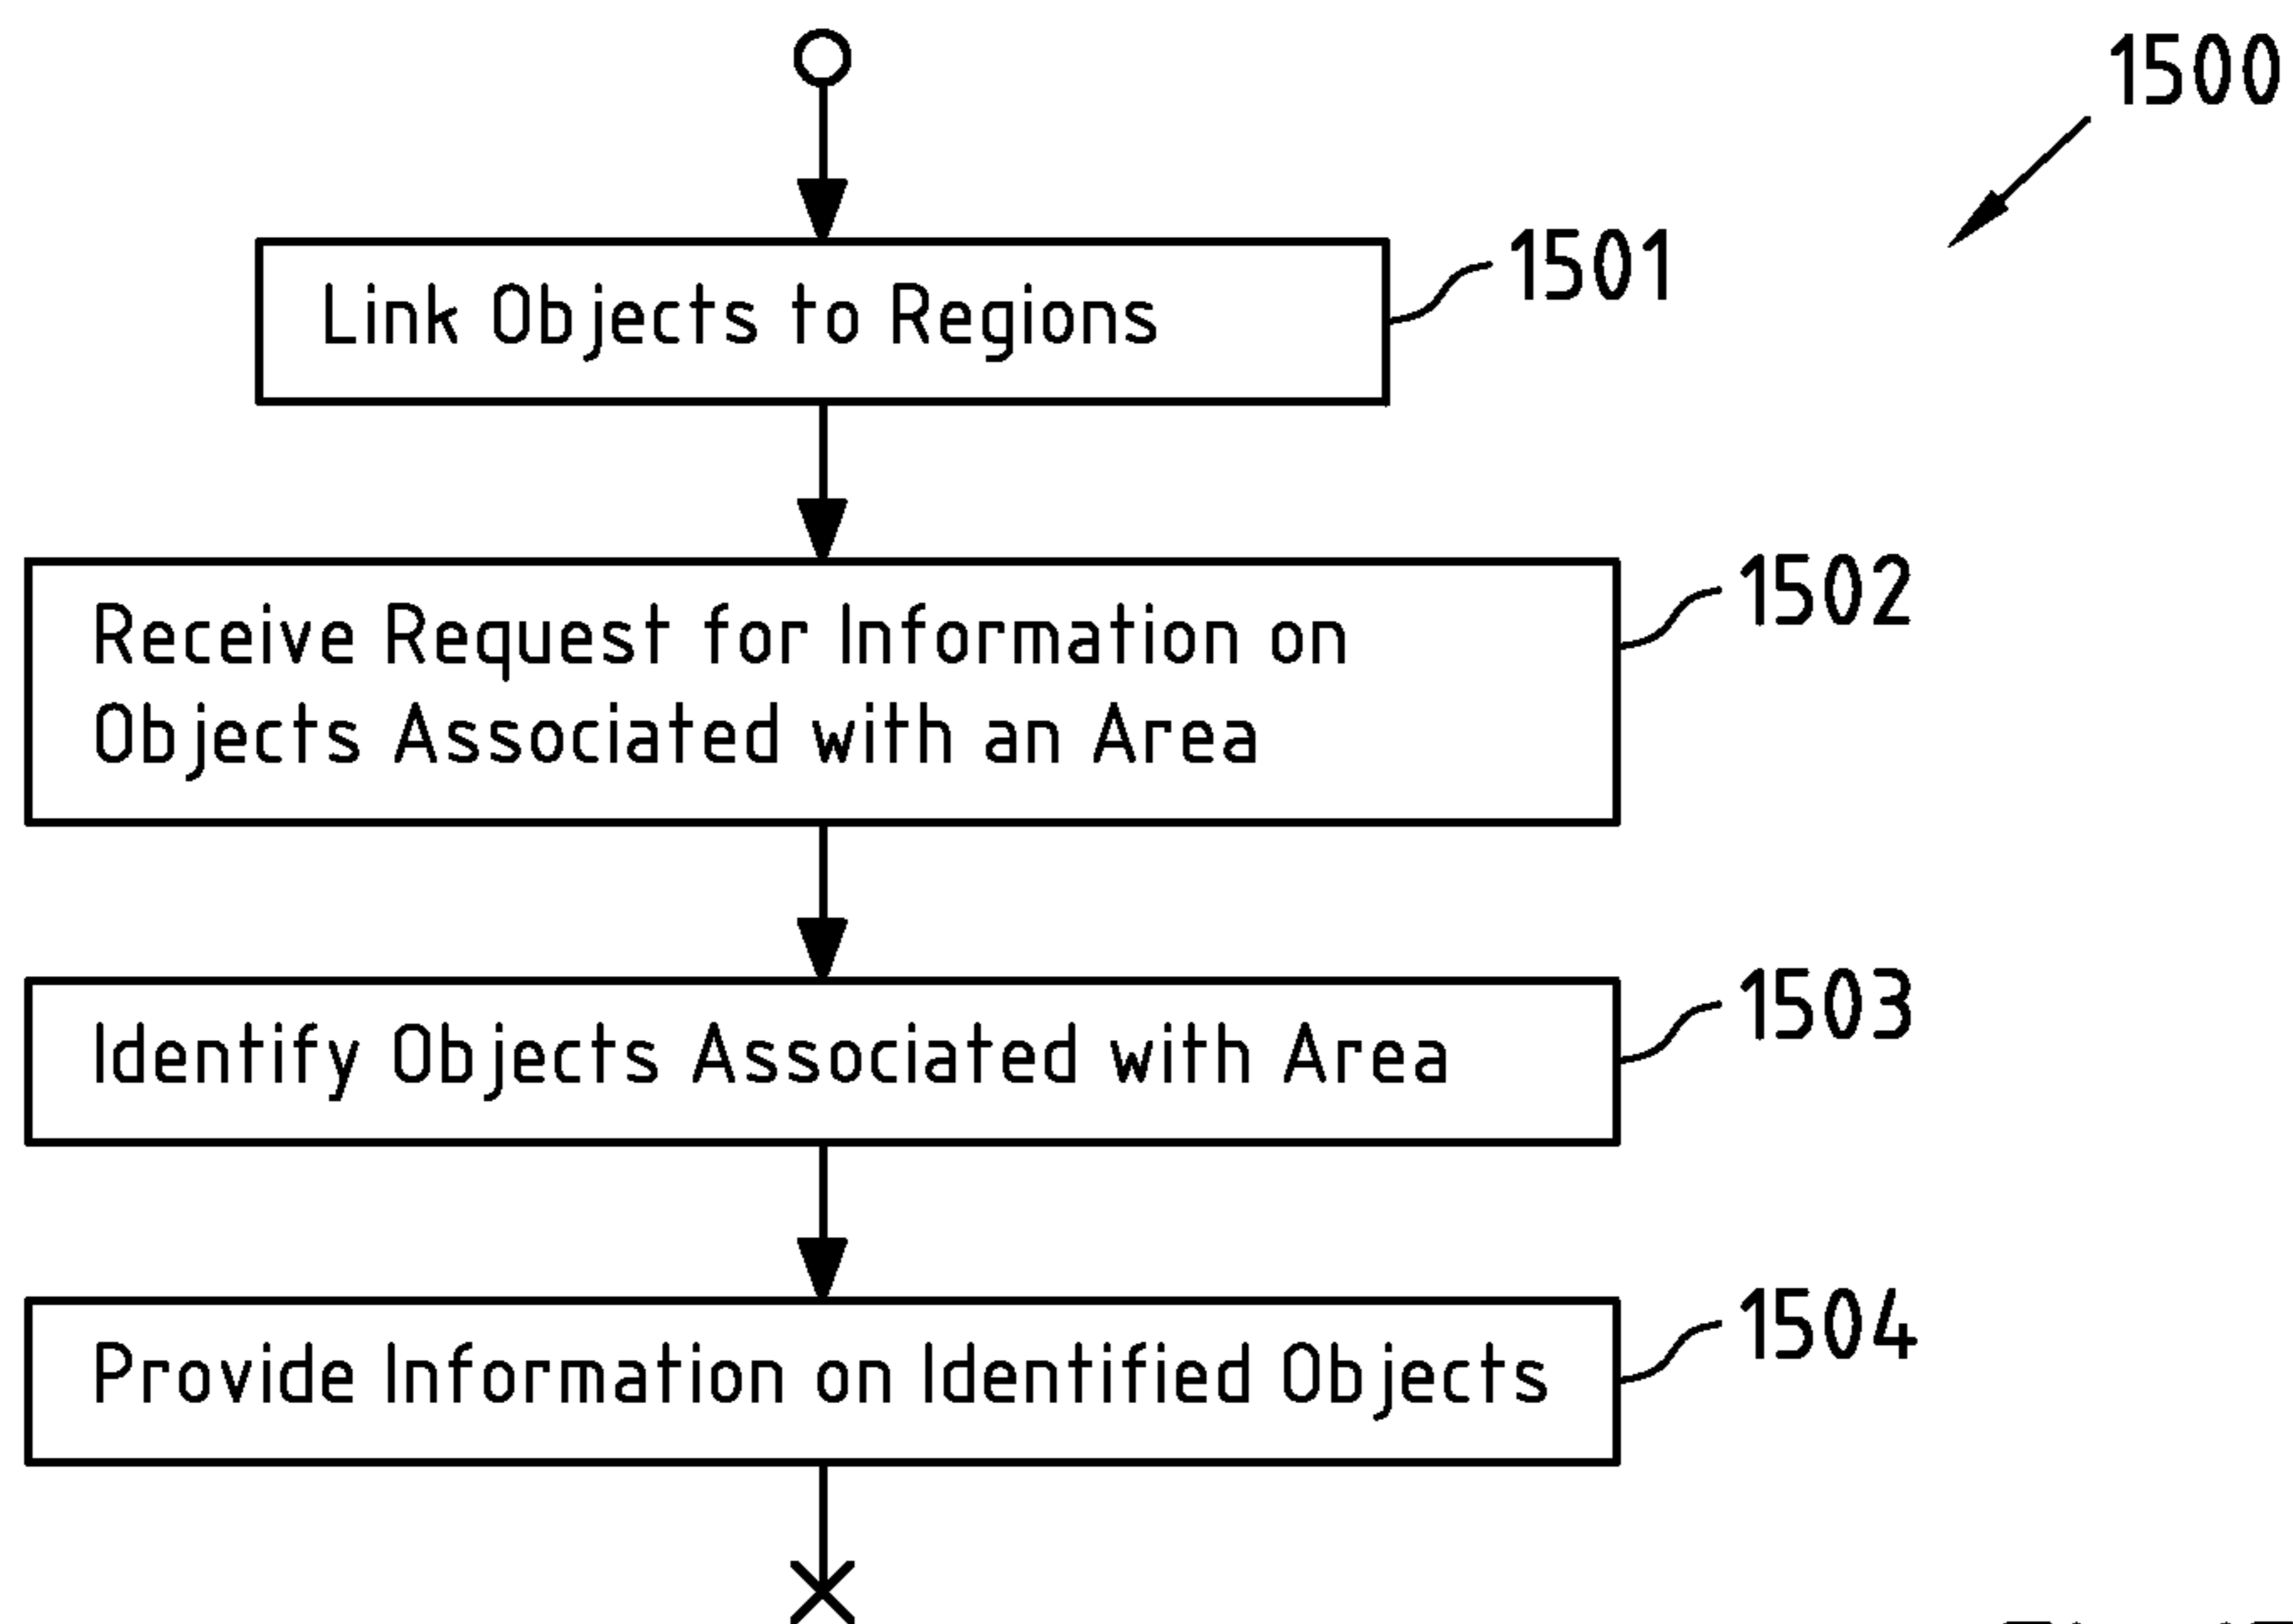 1500
Link Objects to Regions
1501
Receive Request for Information on
Objects Associated with an Area
1502
Identify Objects Associated with Area
1503
Provide Information on Identified Objects
1504